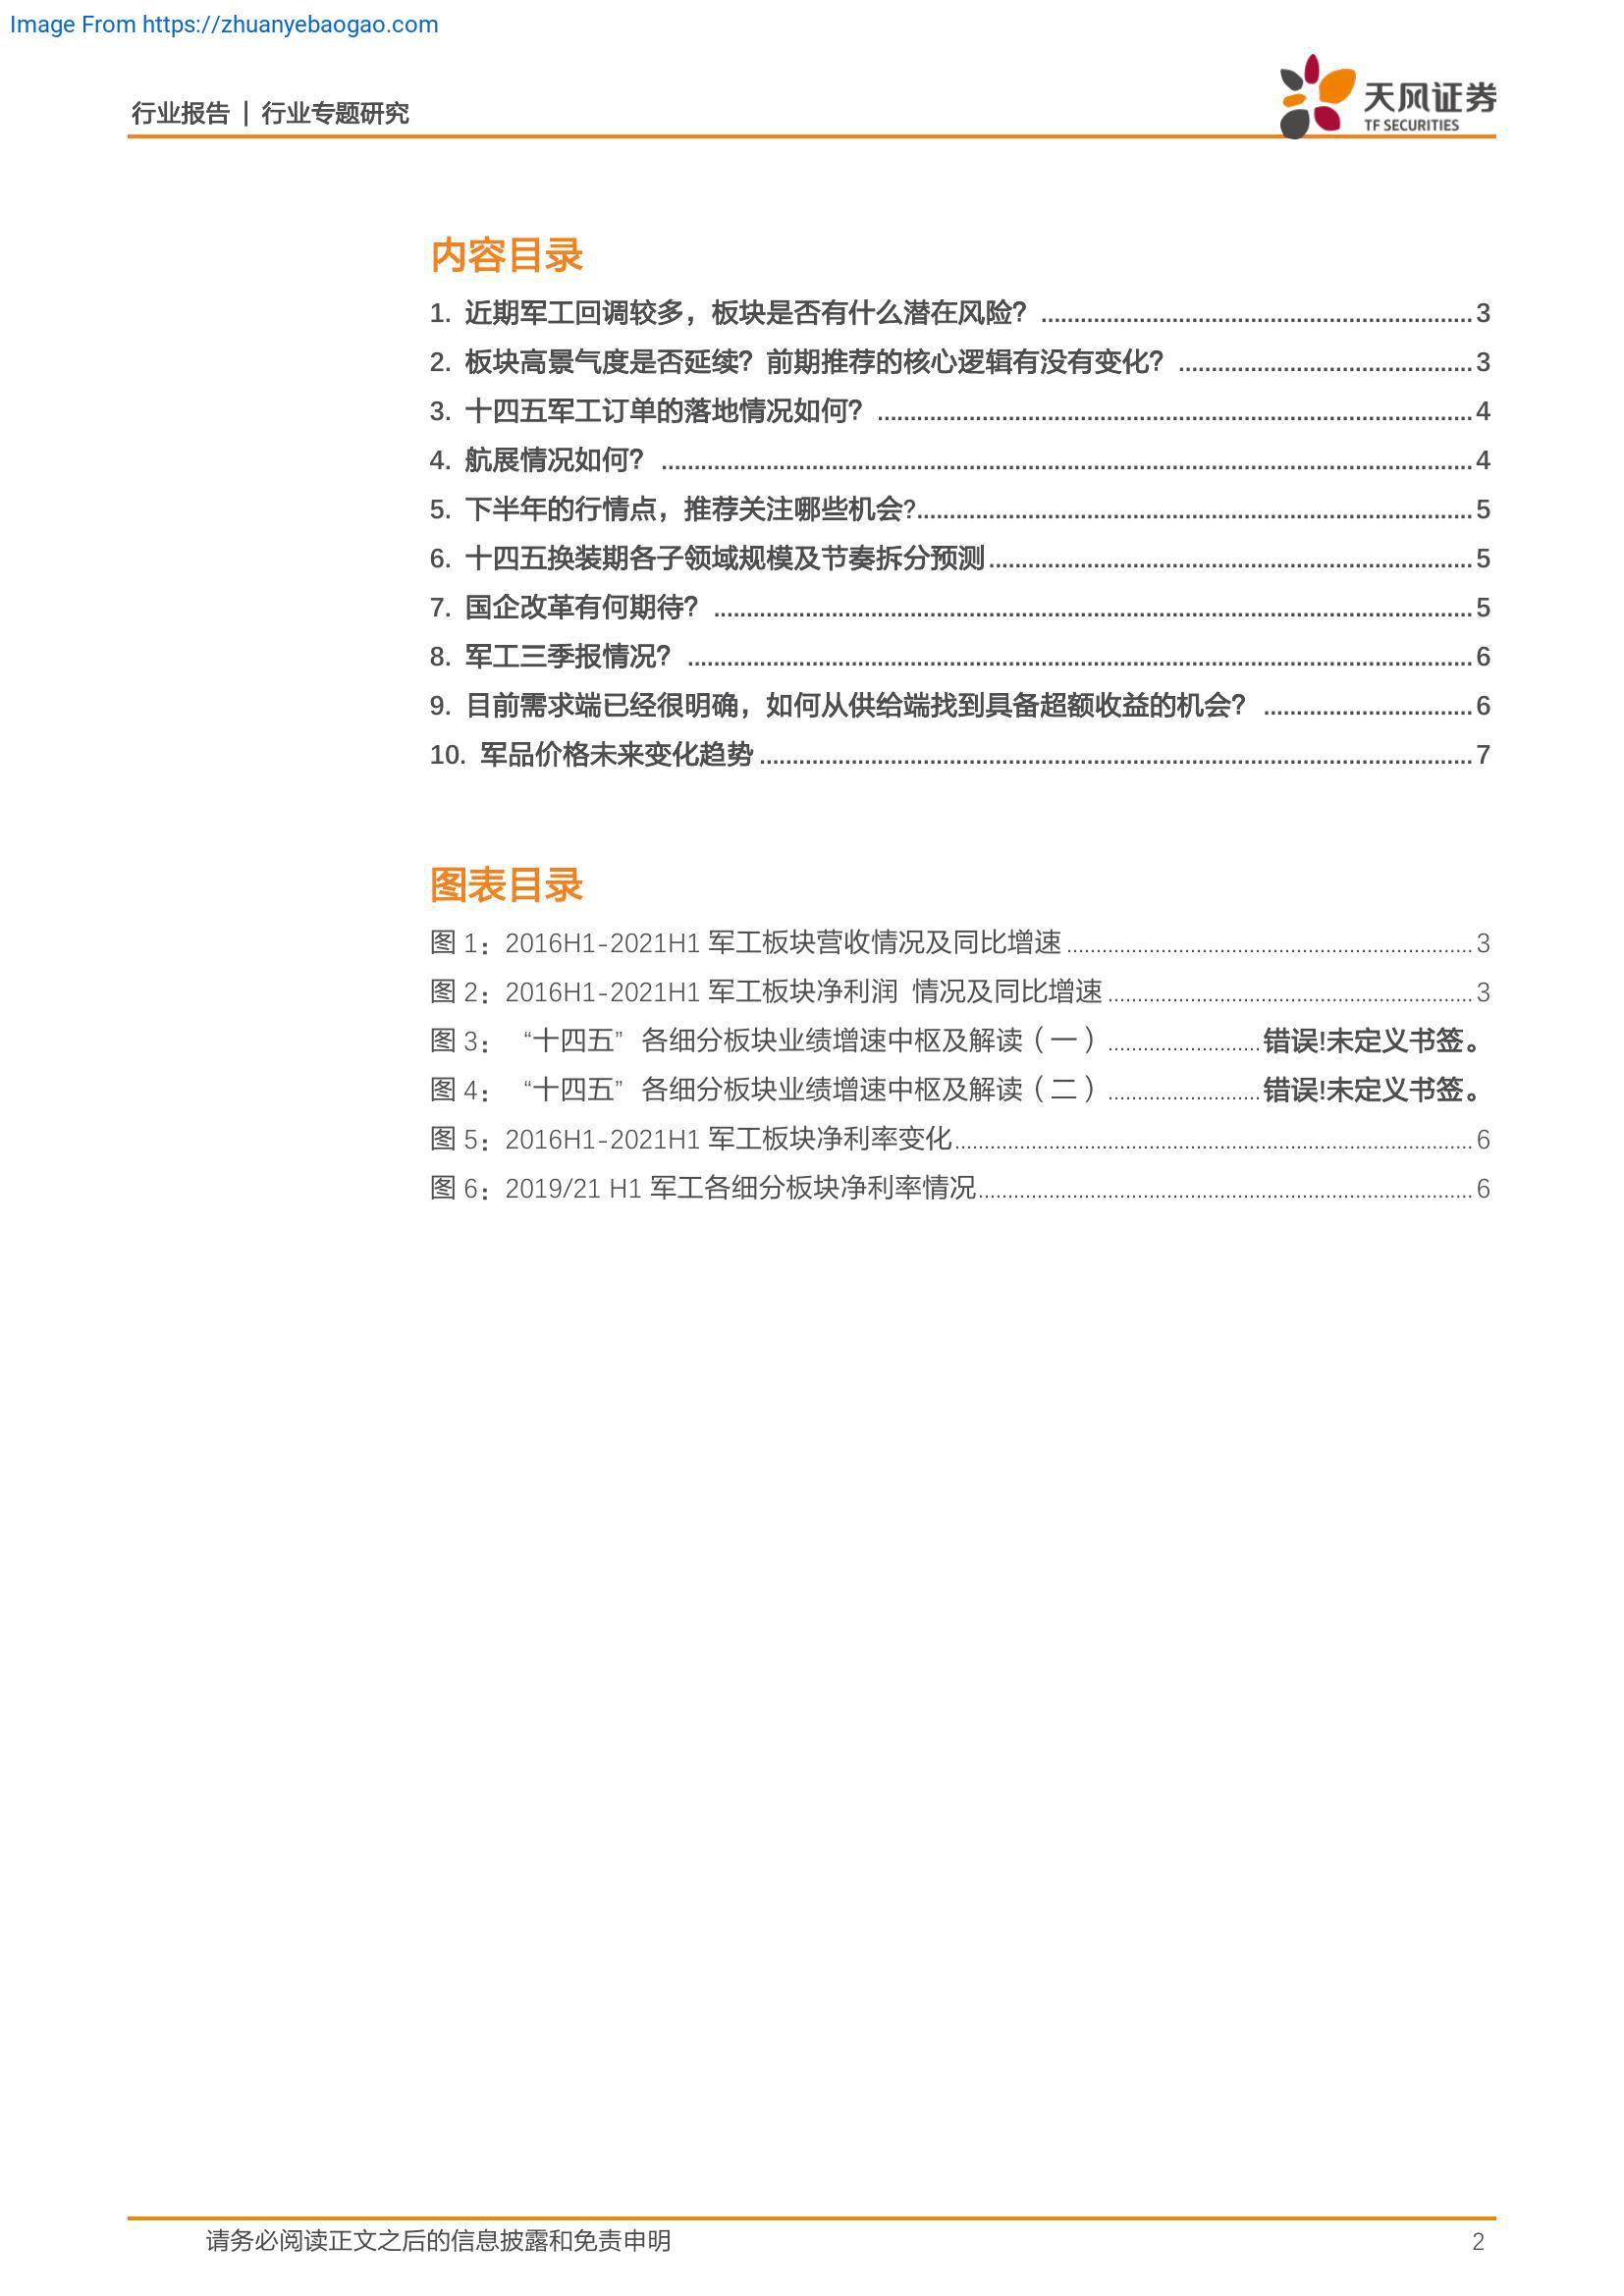 Image From https://zhuanyebaogao.com
行业报告 | 行业专题研究
天风证券
TF SECURITIES
内容目录
1. 近期军工回调较多，板块是否有什么潜在风险？ 3
2. 板块高景气度是否延续？前期推荐的核心逻辑有没有变化？ 3
3. 十四五军工订单的落地情况如何？ 4
4. 航展情况如何？ 4
5. 下半年的行情点，推荐关注哪些机会? 5
6. 十四五换装期各子领域规模及节奏拆分预测 5
7. 国企改革有何期待？ 5
8. 军工三季报情况？ 6
9. 目前需求端已经很明确，如何从供给端找到具备超额收益的机会？ 6
10. 军品价格未来变化趋势 7
图表目录
图 1：2016H1-2021H1 军工板块营收情况及同比增速 3
图 2：2016H1-2021H1 军工板块净利润 情况及同比增速 3
图 3： “十四五” 各细分板块业绩增速中枢及解读（一） 错误!未定义书签。
图 4： “十四五” 各细分板块业绩增速中枢及解读（二） 错误!未定义书签。
图 5：2016H1-2021H1 军工板块净利率变化 6
图 6：2019/21 H1 军工各细分板块净利率情况 6
请务必阅读正文之后的信息披露和免责申明 2